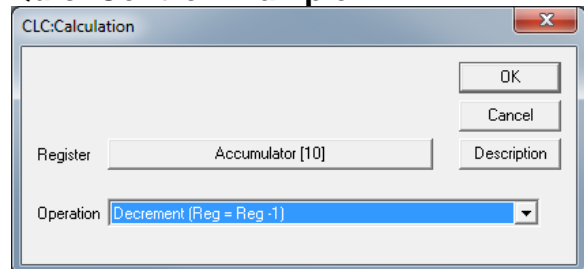 CLC:Calculation
OK
Cancel
Register Accumulator [10] Description
Operation Decrement (Reg = Reg -1)